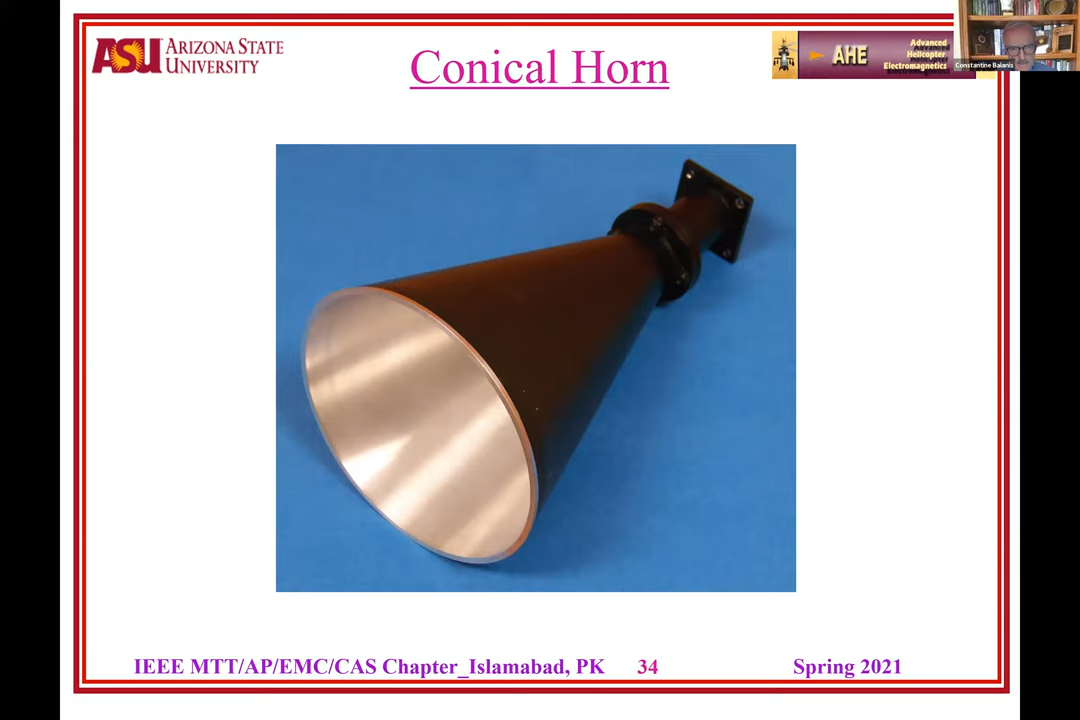 ASU ARIZONA STATE UNIVERSITY
Conical Horn
AHE
Advanced
Helicopter
Electromagnetics
Constantine Balanis
IEEE MTT/AP/EMC/CAS Chapter_Islamabad, PK 34 Spring 2021